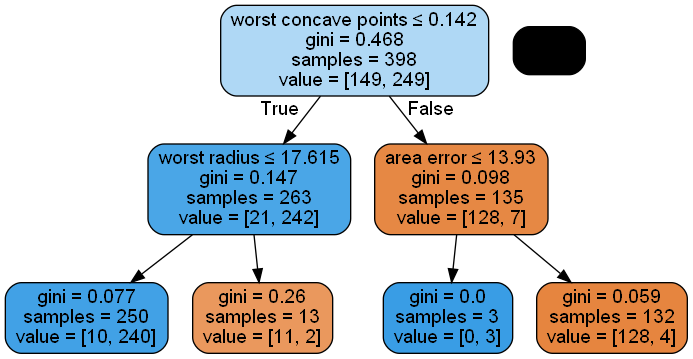 worst concave points ≤ 0.142
gini = 0.468
samples = 398
value = [149, 249]
True
False
worst radius ≤ 17.615
gini = 0.147
samples = 263
value = [21, 242]
area error ≤ 13.93
gini = 0.098
samples = 135
value = [128, 7]
gini = 0.077
samples = 250
value = [10, 240]
gini = 0.26
samples = 13
value = [11, 2]
gini = 0.0
samples = 3
value = [0, 3]
gini = 0.059
samples = 132
value = [128, 4]